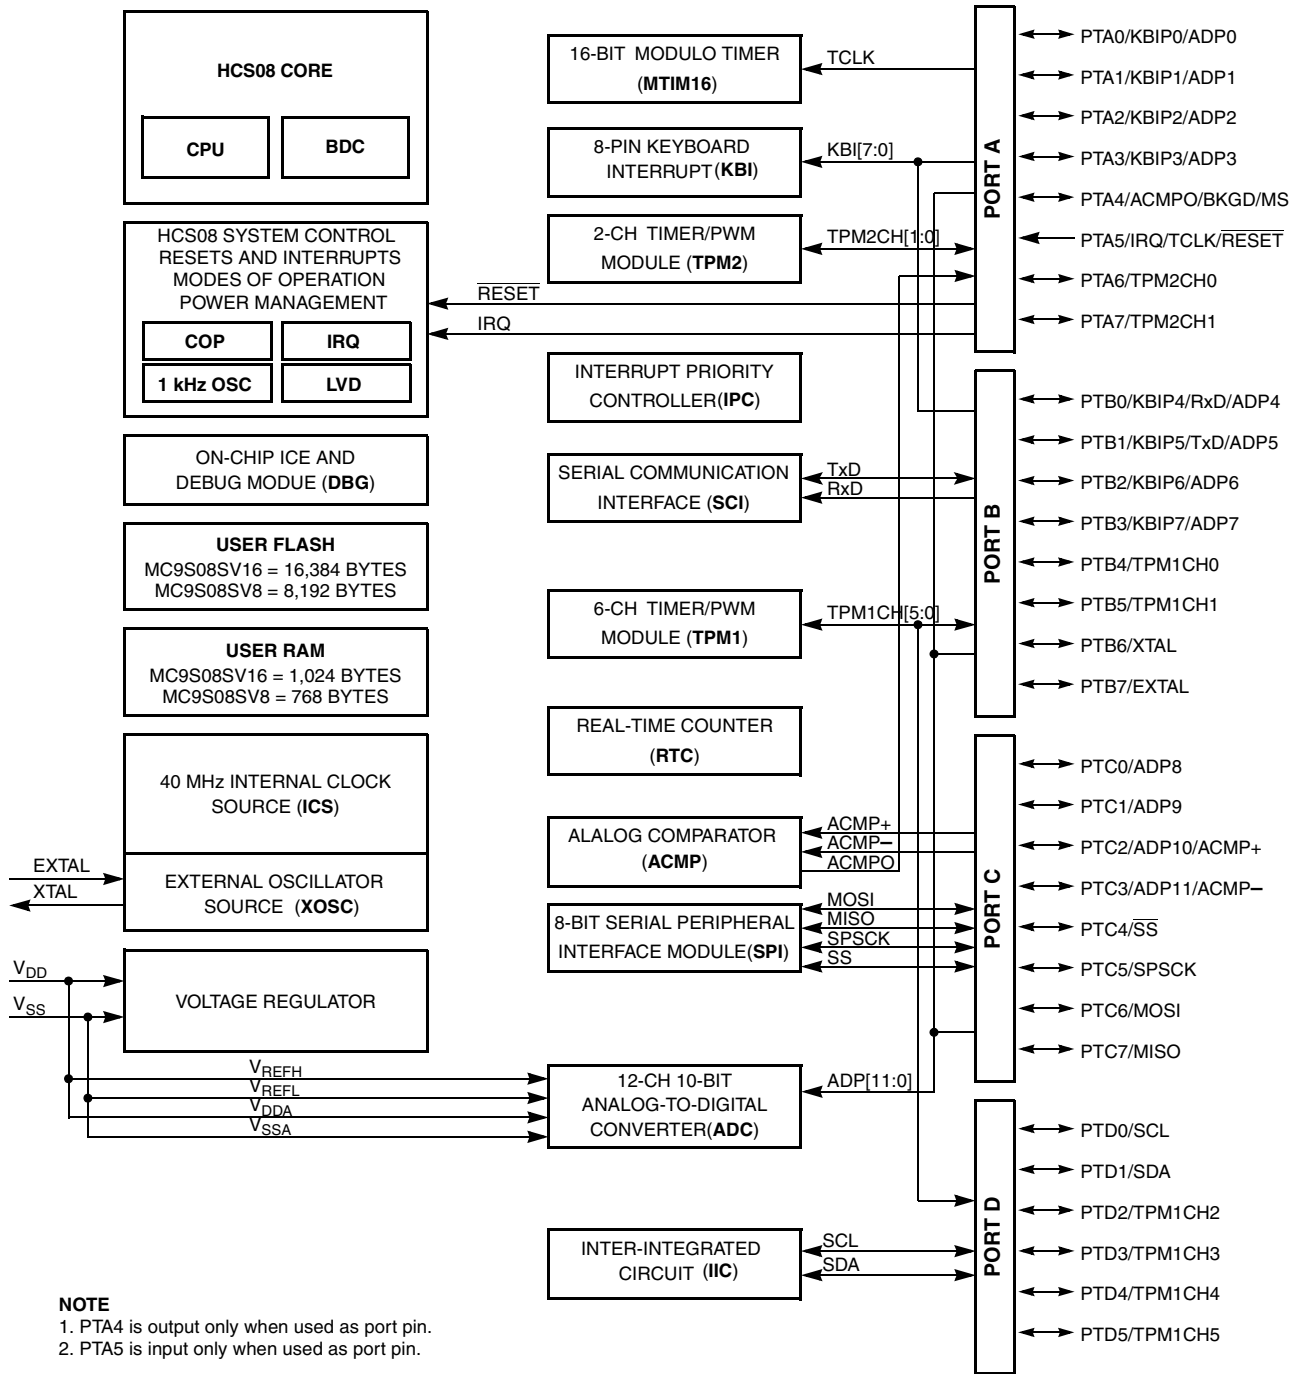 HCS08 CORE
CPU
BDC
HCS08 SYSTEM CONTROL
RESETS AND INTERRUPTS
MODES OF OPERATION
POWER MANAGEMENT
COP
IRQ
1 kHz OSC
LVD
ON-CHIP ICE AND
DEBUG MODUE (DBG)
USER FLASH
MC9S08SV16 = 16,384 BYTES
MC9S08SV8 = 8,192 BYTES
USER RAM
MC9S08SV16 = 1,024 BYTES
MC9S08SV8 = 768 BYTES
40 MHz INTERNAL CLOCK
SOURCE (ICS)
EXTAL
XTAL
EXTERNAL OSCILLATOR
SOURCE (XOSC)
VDD
VSS
VOLTAGE REGULATOR
VREFH
VREFL
VDDA
VSSA
16-BIT MODULO TIMER
(MTIM16)
TCLK
8-PIN KEYBOARD
INTERRUPT(KBI)
KBI[7:0]
2-CH TIMER/PWM
MODULE (TPM2)
TPM2CH[1:0]
RESET
IRQ
INTERRUPT PRIORITY
CONTROLLER(IPC)
SERIAL COMMUNICATION
INTERFACE (SCI)
TxD
RxD
6-CH TIMER/PWM
MODULE (TPM1)
TPM1CH[5:0]
REAL-TIME COUNTER
(RTC)
ALALOG COMPARATOR
(ACMP)
ACMP+
ACMP–
ACMPO
8-BIT SERIAL PERIPHERAL
INTERFACE MODULE(SPI)
MOSI
MISO
SPSCK
SS
12-CH 10-BIT
ANALOG-TO-DIGITAL
CONVERTER(ADC)
ADP[11:0]
INTER-INTEGRATED
CIRCUIT (IIC)
SCL
SDA
PORT A
PTA0/KBIP0/ADP0
PTA1/KBIP1/ADP1
PTA2/KBIP2/ADP2
PTA3/KBIP3/ADP3
PTA4/ACMPO/BKGD/MS
PTA5/IRQ/TCLK/RESET
PTA6/TPM2CH0
PTA7/TPM2CH1
PORT B
PTB0/KBIP4/RxD/ADP4
PTB1/KBIP5/TxD/ADP5
PTB2/KBIP6/ADP6
PTB3/KBIP7/ADP7
PTB4/TPM1CH0
PTB5/TPM1CH1
PTB6/XTAL
PTB7/EXTAL
PORT C
PTC0/ADP8
PTC1/ADP9
PTC2/ADP10/ACMP+
PTC3/ADP11/ACMP–
PTC4/SS
PTC5/SPSCK
PTC6/MOSI
PTC7/MISO
PORT D
PTD0/SCL
PTD1/SDA
PTD2/TPM1CH2
PTD3/TPM1CH3
PTD4/TPM1CH4
PTD5/TPM1CH5
NOTE
1. PTA4 is output only when used as port pin.
2. PTA5 is input only when used as port pin.